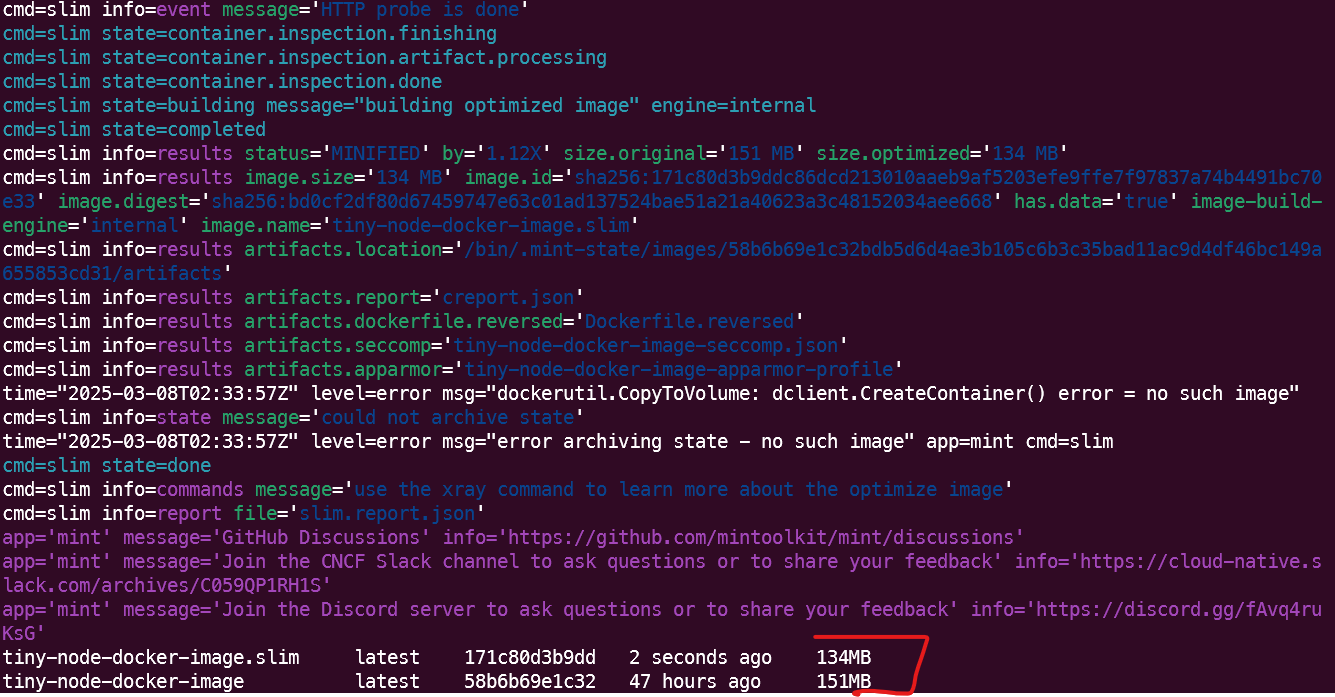 cmd=slim info=event message='HTTP probe is done'
cmd=slim state=container.inspection.finishing
cmd=slim state=container.inspection.artifact.processing
cmd=slim state=container.inspection.done
cmd=slim state=building message="building optimized image" engine=internal
cmd=slim state=completed
cmd=slim info=results status='MINIFIED' by='1.12X' size.original='151 MB' size.optimized='134 MB'
cmd=slim info=results image.size='134 MB' image.id='sha256:171c80d3b9ddc86dcd213010aaeb9af5203efe9ffe7f97837a74b4491bc70
e33' image.digest='sha256:bd0cf2df80d67459747e63c01ad137524bae51a21a40623a3c48152034aee668' has.data='true' image-build-
engine='internal' image.name='tiny-node-docker-image.slim'
cmd=slim info=results artifacts.location='/bin/.mint-state/images/58b6b69e1c32bdb5d6d4ae3b105c6b3c35bad11ac9d4df46bc149a
655853cd31/artifacts'
cmd=slim info=results artifacts.report='creport.json'
cmd=slim info=results artifacts.dockerfile.reversed='Dockerfile.reversed'
cmd=slim info=results artifacts.seccomp='tiny-node-docker-image-seccomp.json'
cmd=slim info=results artifacts.apparmor='tiny-node-docker-image-apparmor-profile'
time="2025-03-08T02:33:57Z" level=error msg="dockerutil.CopyToVolume: dclient.CreateContainer() error = no such image"
cmd=slim info=state message='could not archive state'
time="2025-03-08T02:33:57Z" level=error msg="error archiving state - no such image" app=mint cmd=slim
cmd=slim state=done
cmd=slim info=commands message='use the xray command to learn more about the optimize image'
cmd=slim info=report file='slim.report.json'
app='mint' message='GitHub Discussions' info='https://github.com/mintoolkit/mint/discussions'
app='mint' message='Join the CNCF Slack channel to ask questions or to share your feedback' info='https://cloud-native.s
lack.com/archives/C059QP1RH1S'
app='mint' message='Join the Discord server to ask questions or to share your feedback' info='https://discord.gg/fAvq4ru
KsG'
tiny-node-docker-image.slim latest 171c80d3b9dd 2 seconds ago 134MB
tiny-node-docker-image latest 58b6b69e1c32 47 hours ago 151MB